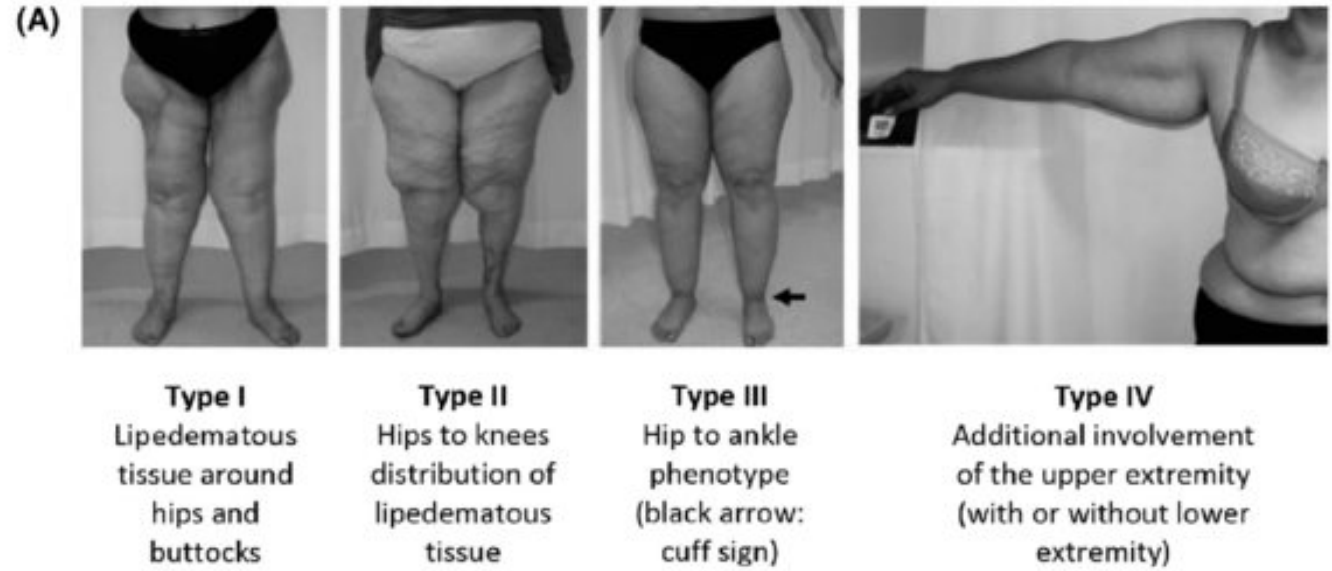 (A)
Type I
Lipedematous
tissue around
hips and
buttocks
Type II
Hips to knees
distribution of
lipedematous
tissue
Type III
Hip to ankle
phenotype
(black arrow:
cuff sign)
Type IV
Additional involvement
of the upper extremity
(with or without lower
extremity)